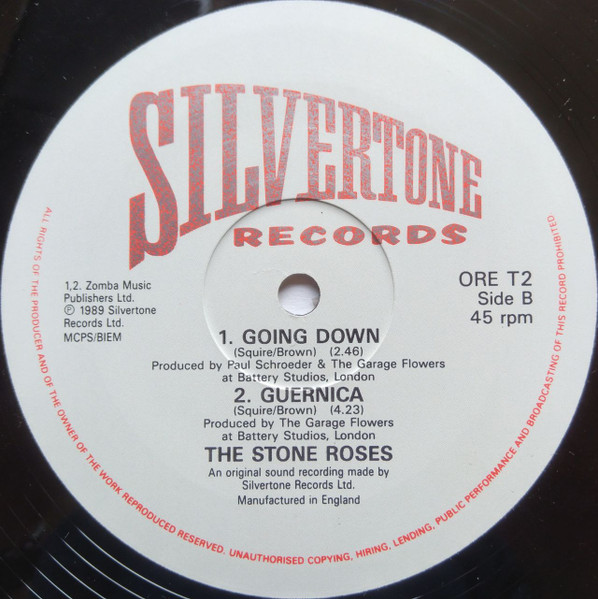 SILVERTONE
RECORDS
1,2. Zomba Music
Publishers Ltd.
℗ 1989 Silvertone
Records Ltd.
MCPS/BIEM
ORE T2
Side B
45 rpm
1. GOING DOWN
(Squire/Brown) (2.46)
Produced by Paul Schroeder & The Garage Flowers
at Battery Studios, London
2. GUERNICA
(Squire/Brown) (4.23)
Produced by The Garage Flowers
at Battery Studios, London
THE STONE ROSES
An original sound recording made by
Silvertone Records Ltd.
Manufactured in England
ALL RIGHTS OF THE PRODUCER AND OF THE OWNER OF THE WORK REPRODUCED RESERVED. UNAUTHORISED COPYING, HIRING, LENDING, PUBLIC PERFORMANCE AND BROADCASTING OF THIS RECORD PROHIBITED